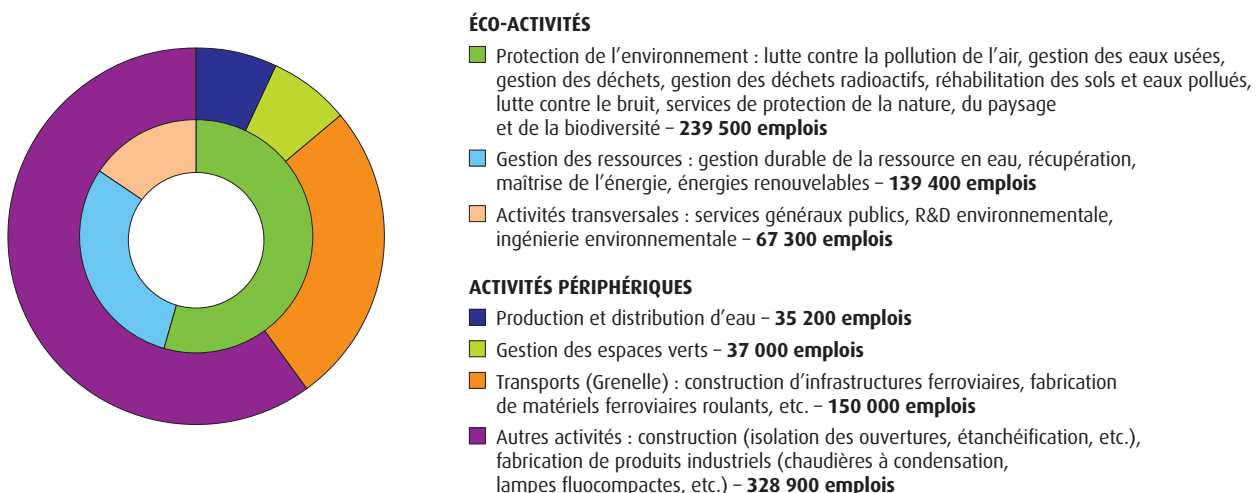 ÉCO-ACTIVITÉS
Protection de l'environnement : lutte contre la pollution de l'air, gestion des eaux usées,
gestion des déchets, gestion des déchets radioactifs, réhabilitation des sols et eaux pollués,
lutte contre le bruit, services de protection de la nature, du paysage
et de la biodiversité – 239 500 emplois
Gestion des ressources : gestion durable de la ressource en eau, récupération,
maîtrise de l'énergie, énergies renouvelables – 139 400 emplois
Activités transversales : services généraux publics, R&D environnementale,
ingénierie environnementale – 67 300 emplois
ACTIVITÉS PÉRIPHÉRIQUES
Production et distribution d'eau – 35 200 emplois
Gestion des espaces verts – 37 000 emplois
Transports (Grenelle) : construction d'infrastructures ferroviaires, fabrication
de matériels ferroviaires roulants, etc. – 150 000 emplois
Autres activités : construction (isolation des ouvertures, étanchéification, etc.),
fabrication de produits industriels (chaudières à condensation,
lampes fluocompactes, etc.) – 328 900 emplois